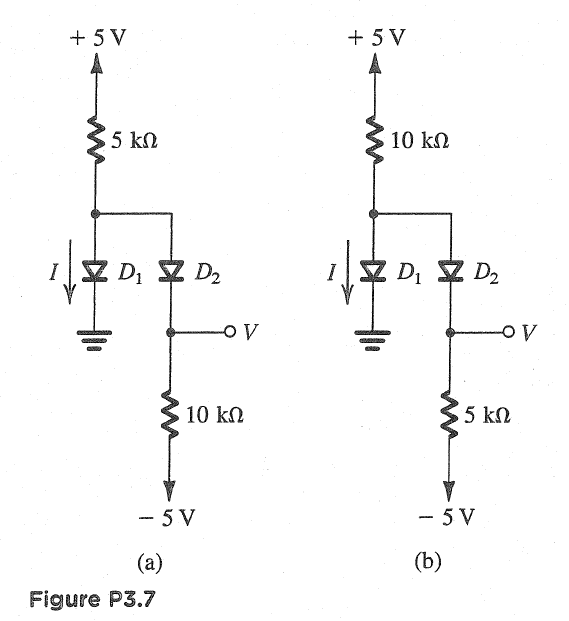 + 5 V + 5 V
5 kΩ 10 kΩ
I D₁ D₂ I D₁ D₂
V V
10 kΩ 5 kΩ
− 5 V − 5 V
(a) (b)
Figure P3.7